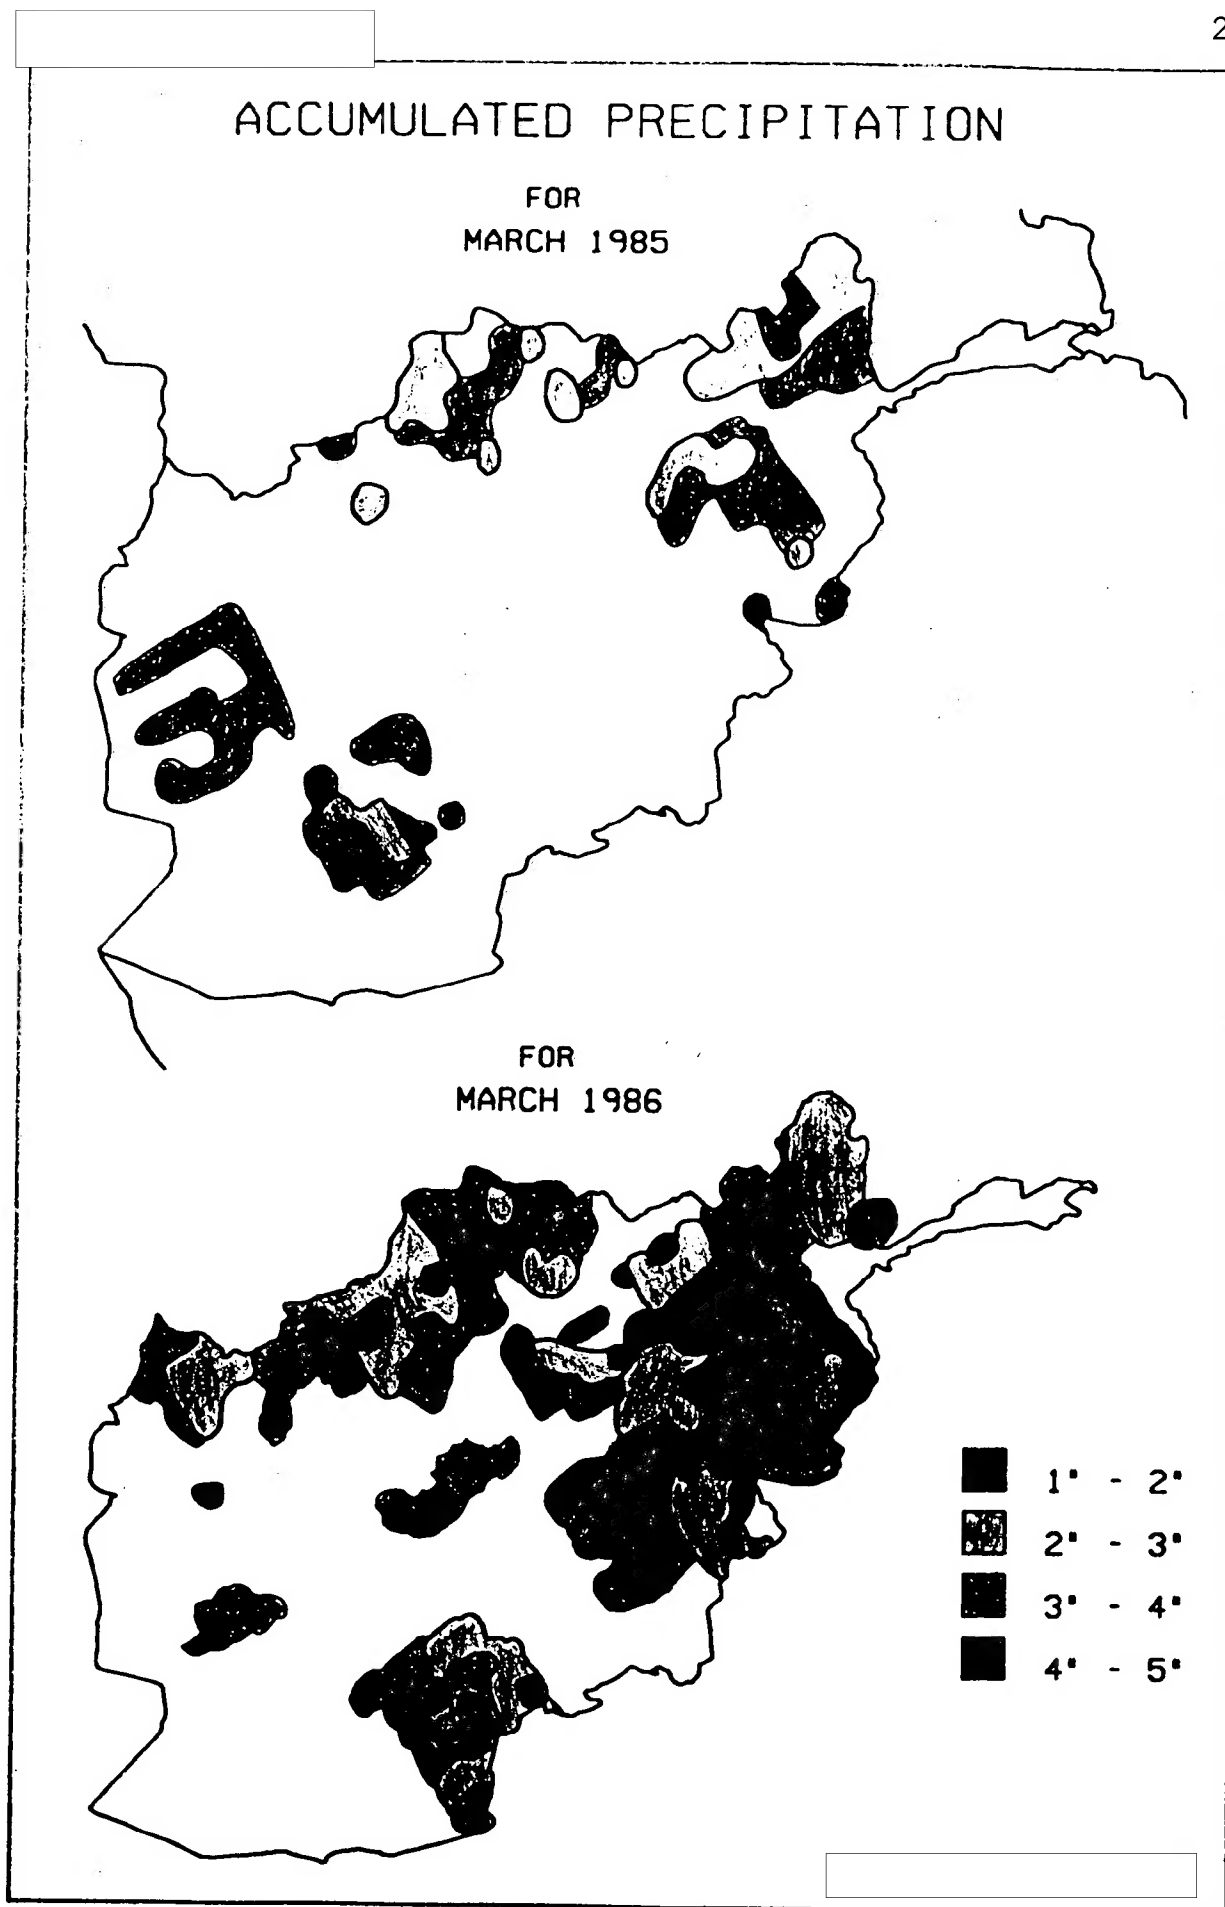 2
ACCUMULATED PRECIPITATION
FOR
MARCH 1985
FOR
MARCH 1986
1" - 2"
2" - 3"
3" - 4"
4" - 5"